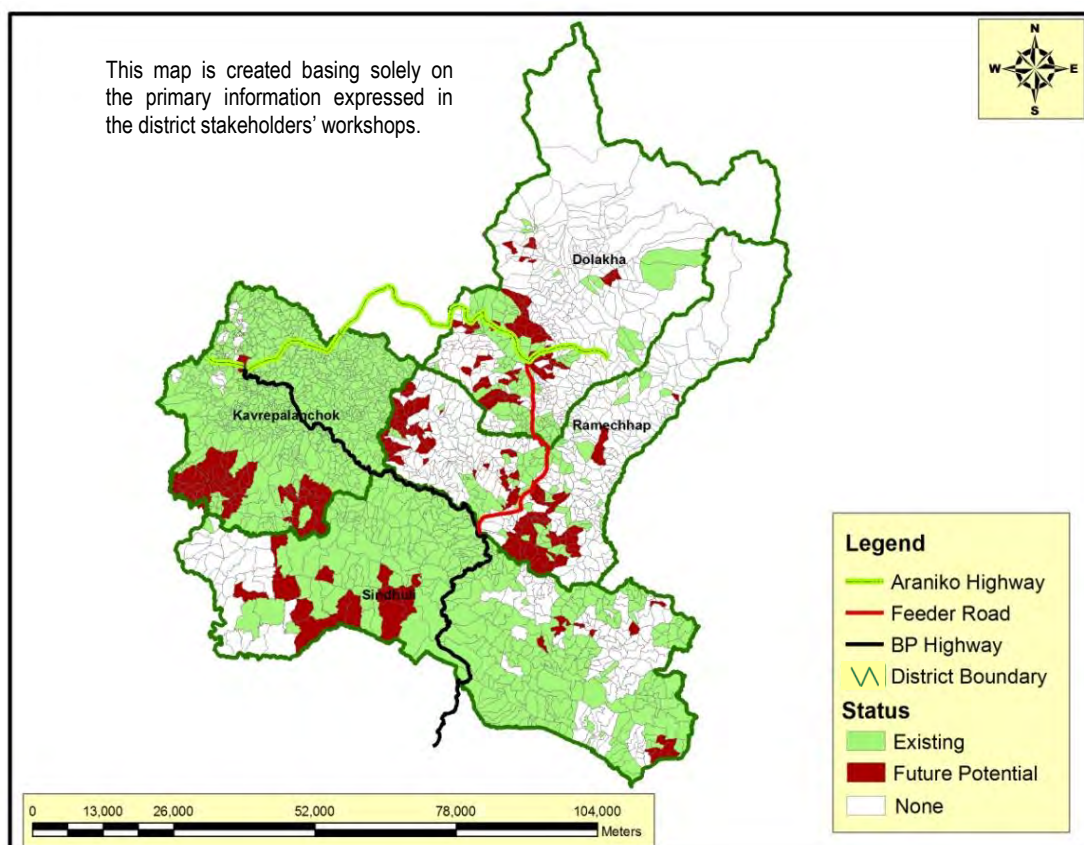 This map is created basing solely on
the primary information expressed in
the district stakeholders' workshops.
N
W E
S
Dolakha
Kavrepalanchok
Ramechhap
Sindhuli
Legend
Araniko Highway
Feeder Road
BP Highway
District Boundary
Status
Existing
Future Potential
None
0 13,000 26,000 52,000 78,000 104,000
Meters